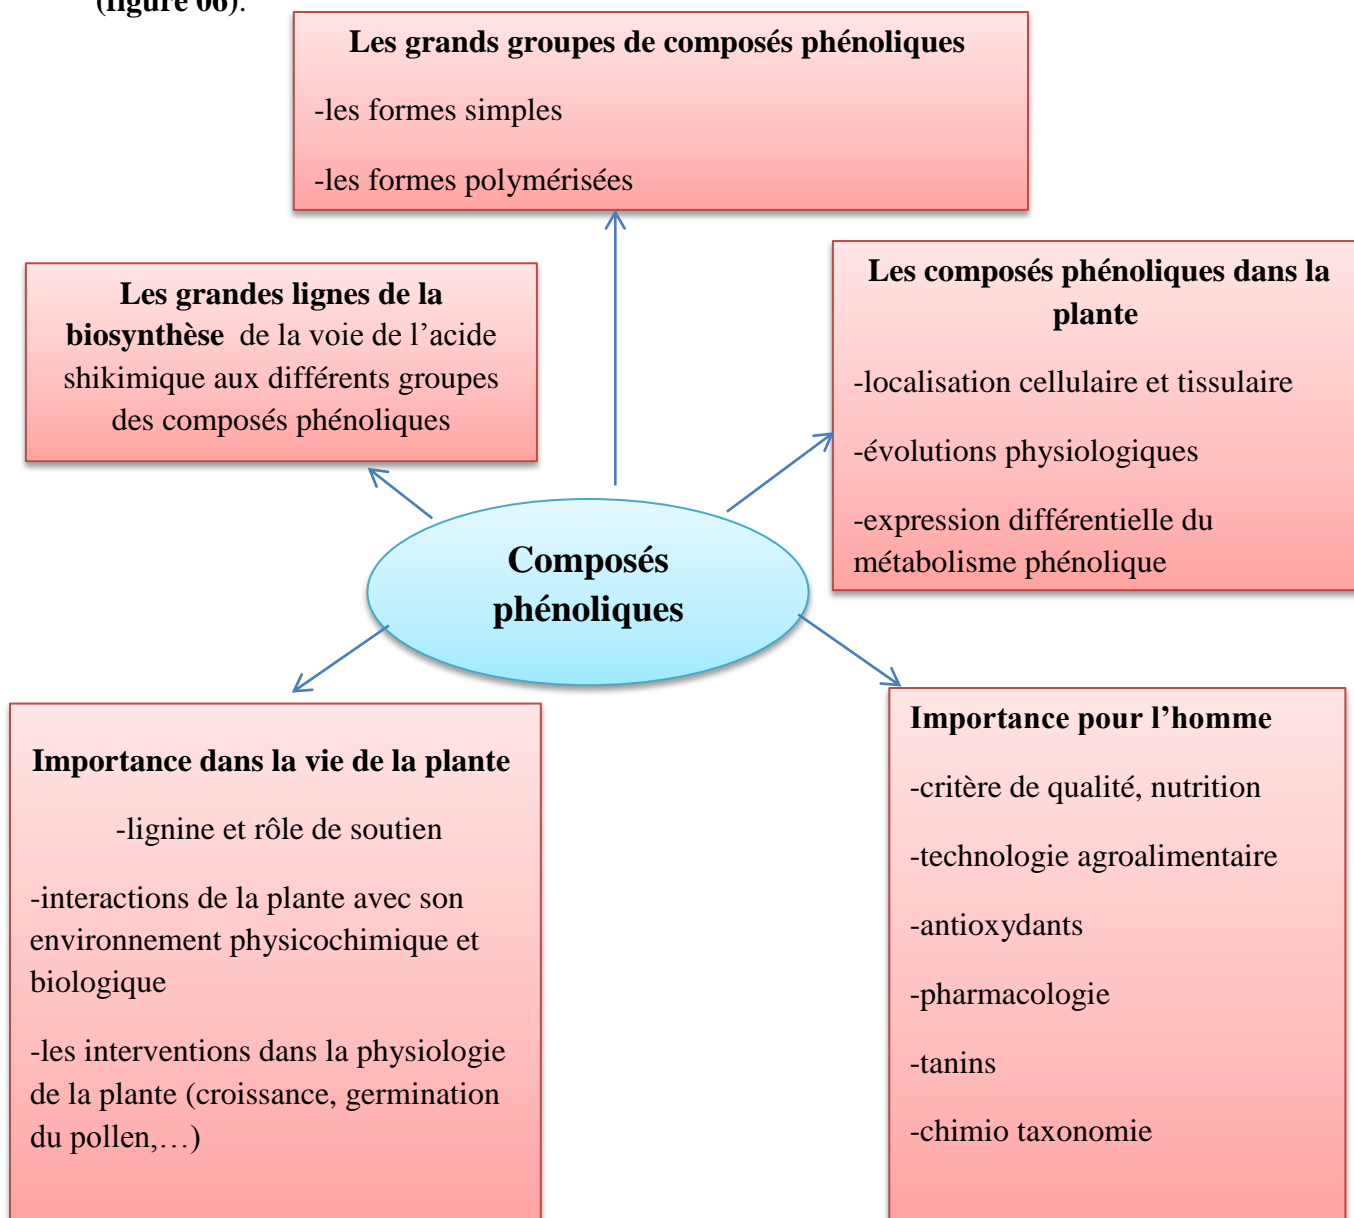 (figure 06).
Les grands groupes de composés phénoliques
-les formes simples
-les formes polymérisées
Les grandes lignes de la
biosynthèse de la voie de l’acide
shikimique aux différents groupes
des composés phénoliques
Les composés phénoliques dans la
plante
-localisation cellulaire et tissulaire
-évolutions physiologiques
-expression différentielle du
métabolisme phénolique
Composés
phénoliques
Importance dans la vie de la plante
-lignine et rôle de soutien
-interactions de la plante avec son
environnement physicochimique et
biologique
-les interventions dans la physiologie
de la plante (croissance, germination
du pollen,…)
Importance pour l’homme
-critère de qualité, nutrition
-technologie agroalimentaire
-antioxydants
-pharmacologie
-tanins
-chimio taxonomie